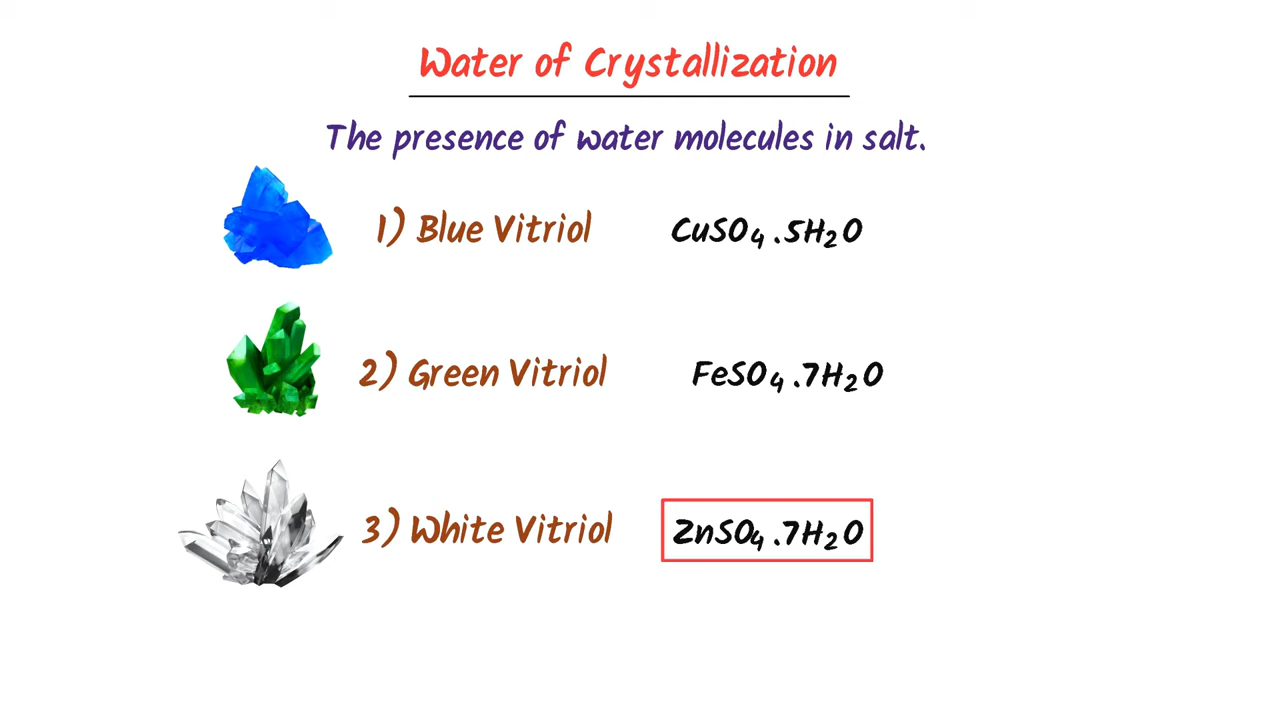 Water of Crystallization
The presence of water molecules in salt.
1) Blue Vitriol CuSO₄.5H₂O
2) Green Vitriol FeSO₄.7H₂O
3) White Vitriol ZnSO₄.7H₂O